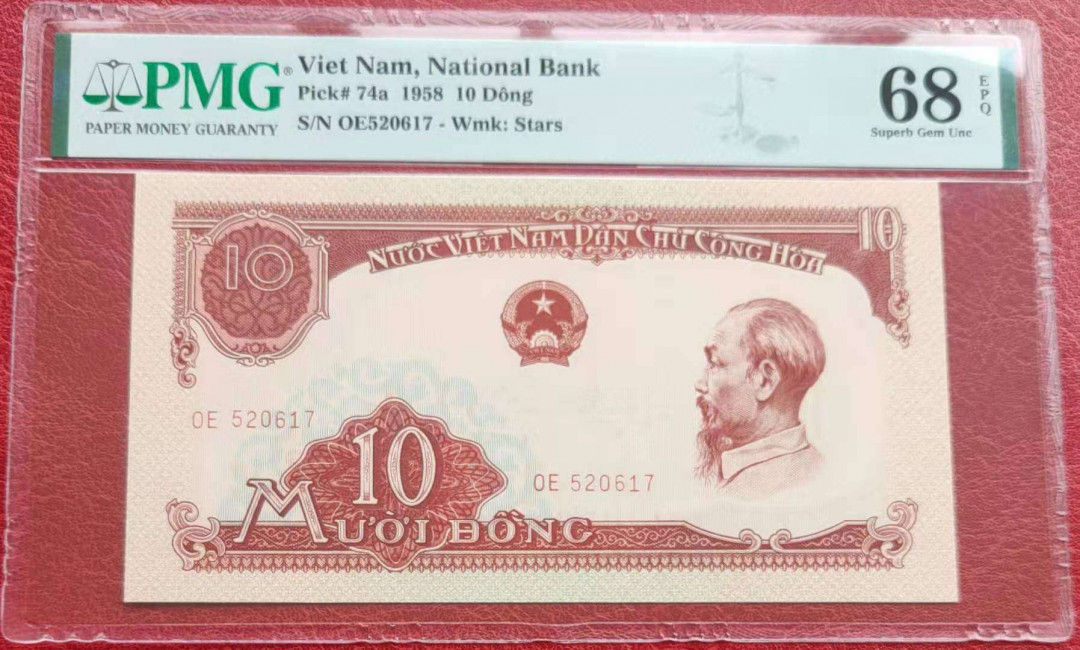 PMG®
PAPER MONEY GUARANTY
Viet Nam, National Bank
Pick# 74a 1958 10 Dông
S/N OE520617 - Wmk: Stars
68
EPQ
Superb Gem Unc
10
10
NƯỚC VIỆT NAM DÂN CHỦ CỘNG HÒA
OE 520617
10
OE 520617
MƯỜI ĐỒNG